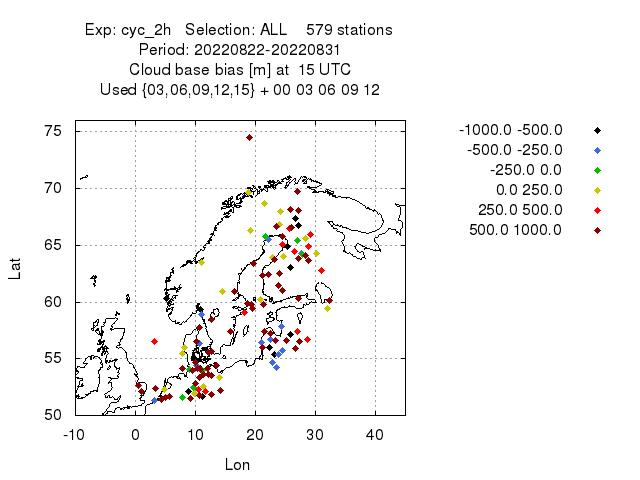 Exp: cyc_2h Selection: ALL 579 stations
Period: 20220822-20220831
Cloud base bias [m] at 15 UTC
Used {03,06,09,12,15} + 00 03 06 09 12
75
70
65
60
55
50
-10 0 10 20 30 40
Lat
Lon
-1000.0 -500.0
-500.0 -250.0
-250.0 0.0
0.0 250.0
250.0 500.0
500.0 1000.0